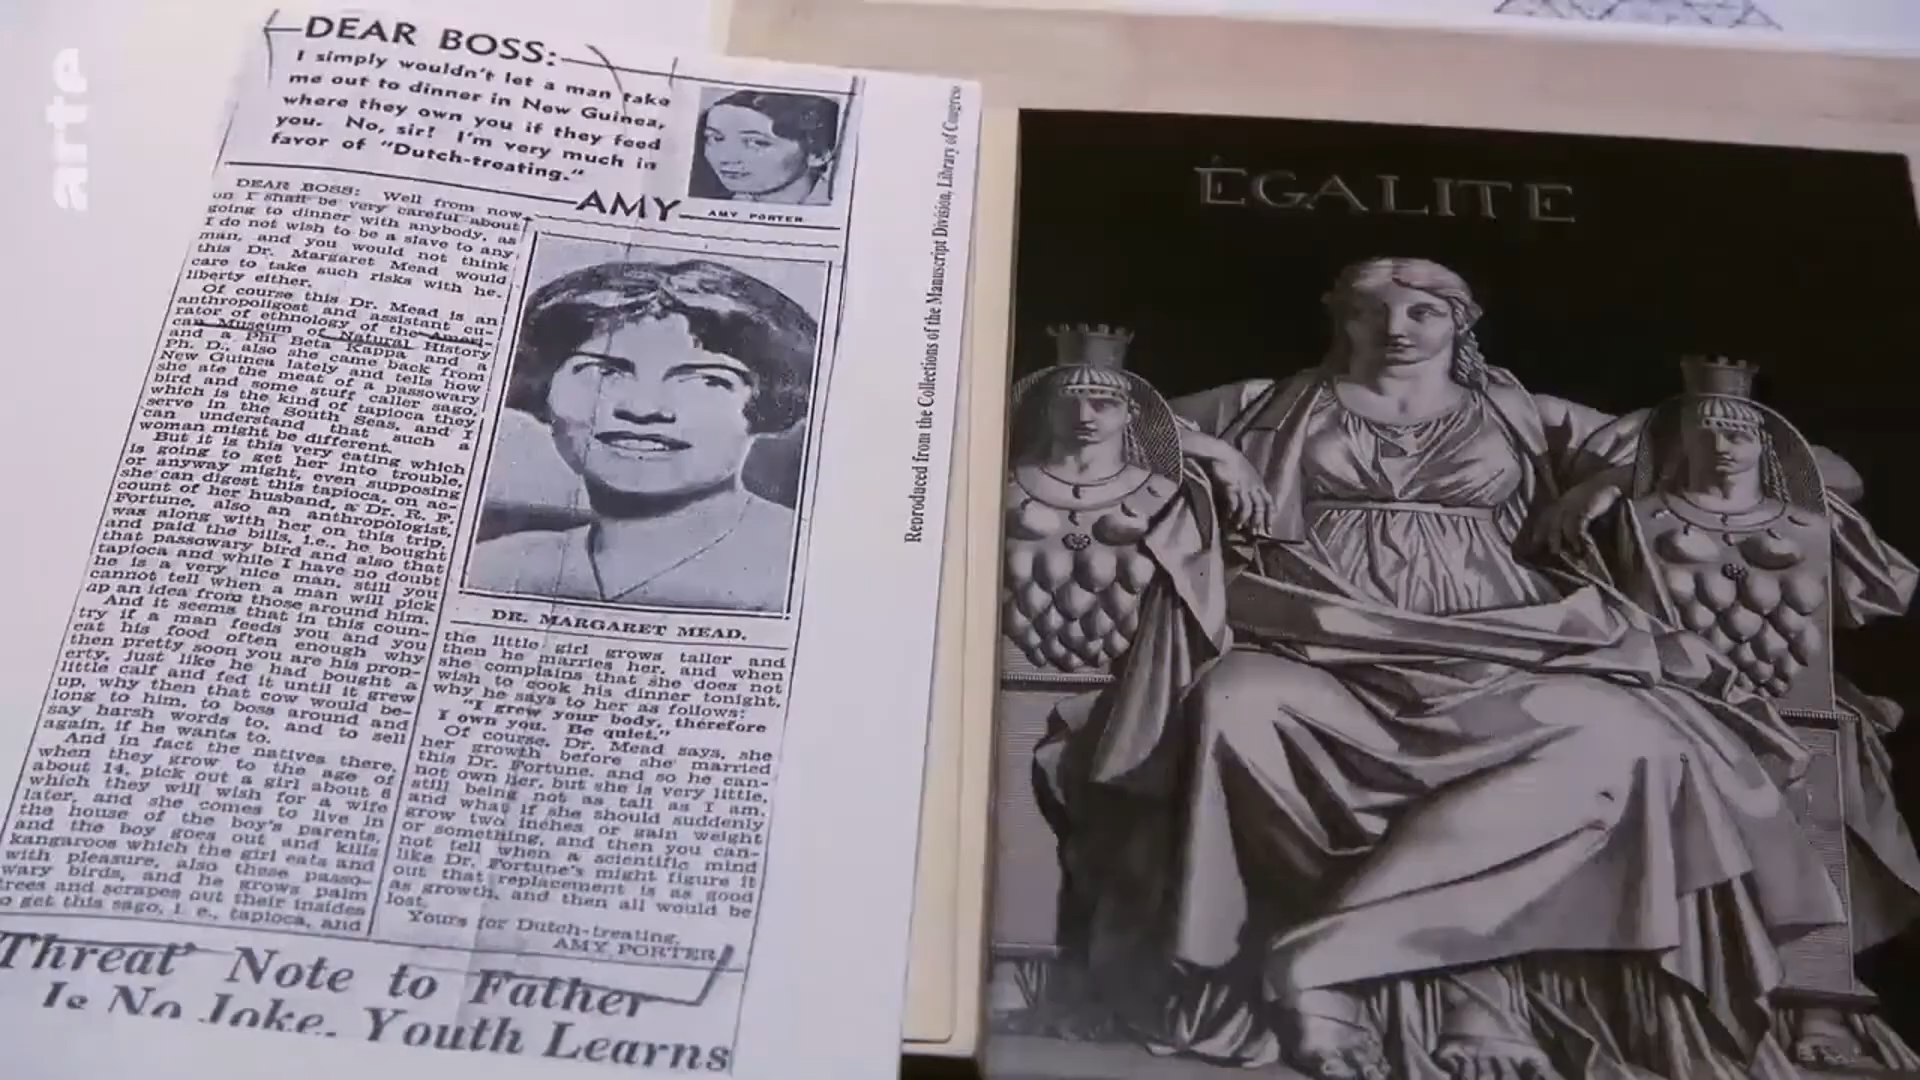 arte
DEAR BOSS:
I simply wouldn't let a man take
me out to dinner in New Guinea,
where they own you if they feed
you. No, sir! I'm very much in
favor of "Dutch-treating."
AMY
AMY PORTER
DEAR BOSS: Well from now
on I shall be very careful about
going to dinner with anybody, as
I do not wish to be a slave to any
man, and you would not think
this Dr. Margaret Mead would
care to take such risks with he.
liberty either.
Of course this Dr. Mead is an
anthropoligost and assistant cu-
rator of ethnology of the Ameri-
can Museum of Natural History
and a Phi Beta Kappa and a
Ph. D., also she came back from
New Guinea lately and tells how
she ate the meat of a passowary
bird and some stuff caller sago,
which is the kind of tapioca they
serve in the South Seas, and I
can understand that such a
woman might be different.
But it is this very eating which
is going to get her into trouble,
or anyway might, even supposing
she can digest this tapioca, on ac-
count of her husband, a Dr. R. F.
Fortune, also an anthropologist,
was along with her on this trip,
and paid the bills, i.e., he bought
that passowary bird and also that
tapioca and while I have no doubt
he is a very nice man, still you
cannot tell when a man will pick
up an idea from those around him.
And it seems that in this coun-
try if a man feeds you and you
eat his food often enough why
then pretty soon you are his prop-
erty, just like he had bought a
little calf and fed it until it grew
up, why then that cow would be-
long to him, to boss around and
say harsh words to, and to sell
again, if he wants to.
And in fact the natives there,
when they grow to the age of
about 14, pick out a girl about 8
which they will wish for a wife
later, and she comes to live in
the house of the boy's parents,
and the boy goes out and kills
kangaroos which the girl eats and
with pleasure, also these passo-
wary birds, and he grows palm
trees and scrapes out their insides
o get this sago, i. e., tapioca, and
DR. MARGARET MEAD.
the little girl grows taller and
then he marries her, and when
she complains that she does not
wish to cook his dinner tonight,
why he says to her as follows:
"I grew your body, therefore
I own you. Be quiet."
Of course, Dr. Mead says, she
her growth before she married
this Dr. Fortune, and so he can-
not own her, but she is very little,
still being not as tall as I am,
and what if she should suddenly
grow two inches or gain weight
or something, and then you can-
not tell when a scientific mind
like Dr. Fortune's might figure it
out that replacement is as good
as growth, and then all would be
lost.
Yours for Dutch-treating,
AMY PORTER
Threat' Note to Father
Is No Joke, Youth Learns
Reproduced from the Collections of the Manuscript Division, Library of Congress
ÉGALITE